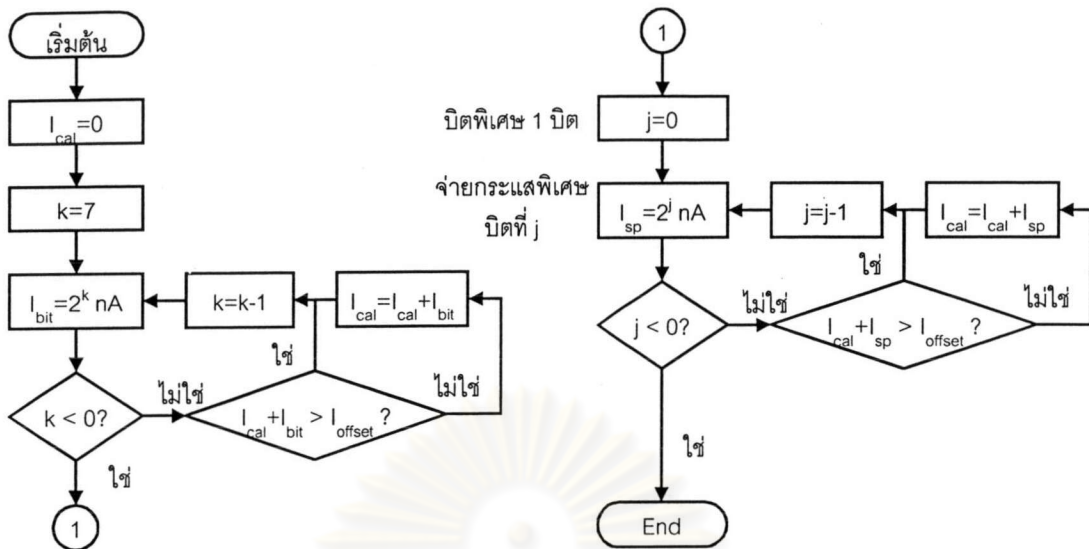 เริ่มต้น
I_cal=0
k=7
I_bit=2^k nA
k=k-1
I_cal=I_cal+I_bit
k < 0?
ไม่ใช่
ใช่
I_cal+I_bit > I_offset ?
ใช่
ไม่ใช่
1
1
บิตพิเศษ 1 บิต
j=0
จ่ายกระแสพิเศษ
บิตที่ j
I_sp=2^j nA
j=j-1
I_cal=I_cal+I_sp
j < 0?
ไม่ใช่
ใช่
I_cal+I_sp > I_offset ?
ใช่
ไม่ใช่
End